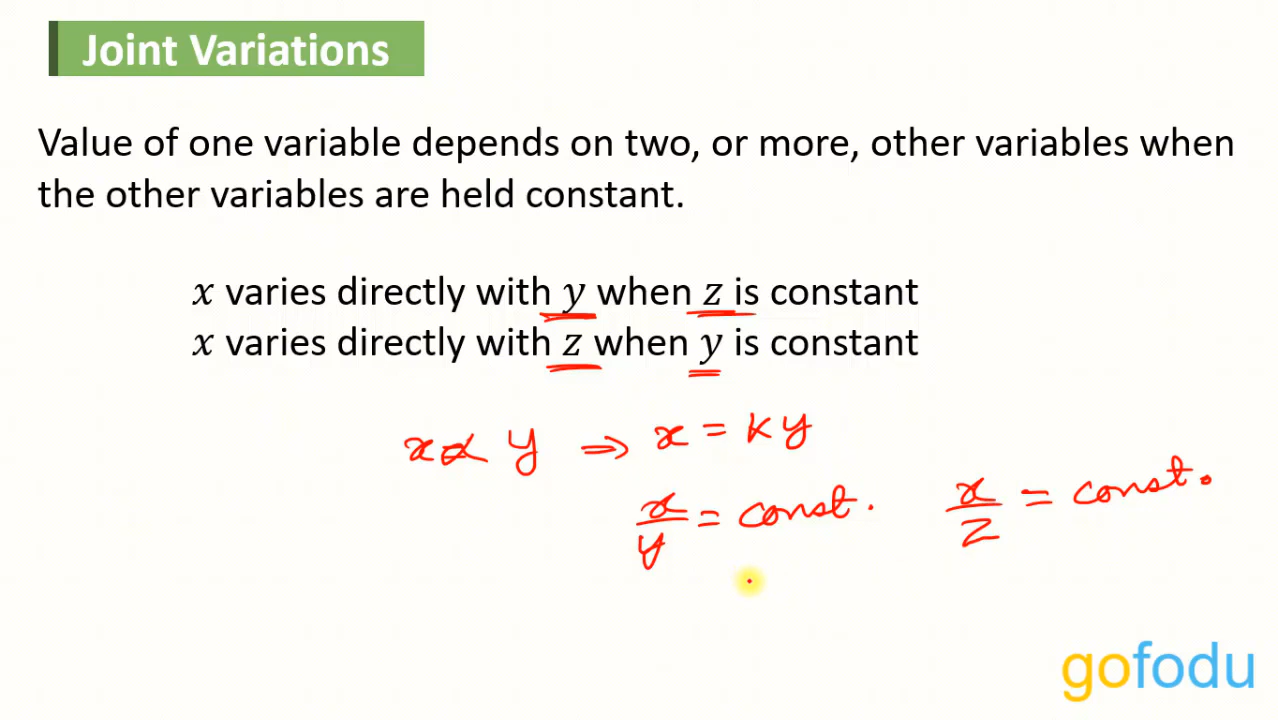 Joint Variations
Value of one variable depends on two, or more, other variables when
the other variables are held constant.
x varies directly with y when z is constant
x varies directly with z when y is constant
x ∝ y ⇒ x = ky
x/y = const. x/z = const.
gofodu